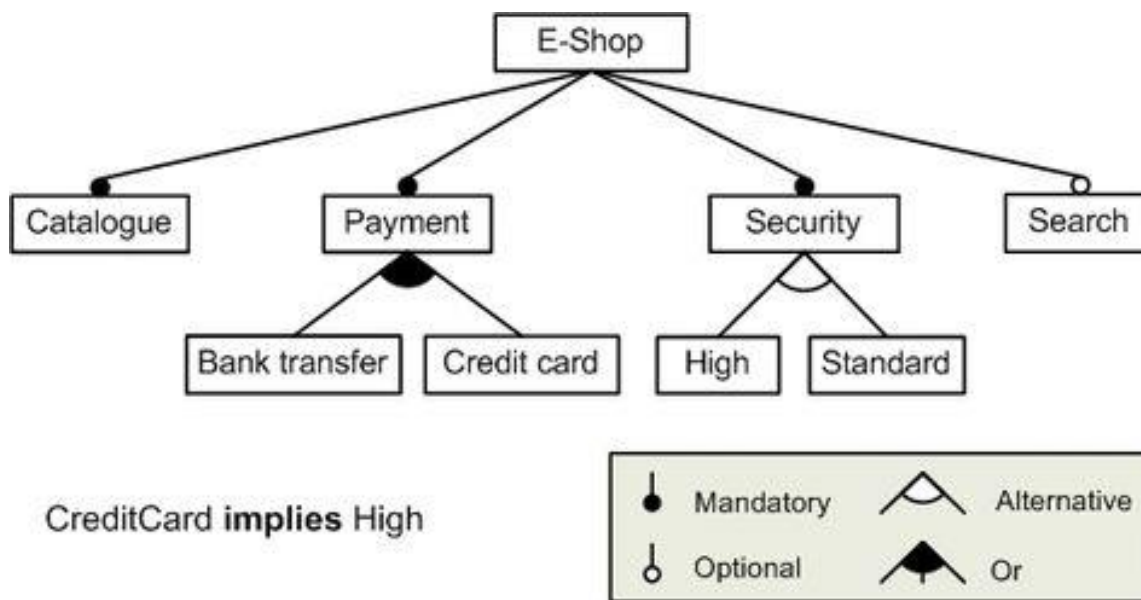 E-Shop
Catalogue
Payment
Security
Search
Bank transfer
Credit card
High
Standard
CreditCard implies High
Mandatory
Alternative
Optional
Or